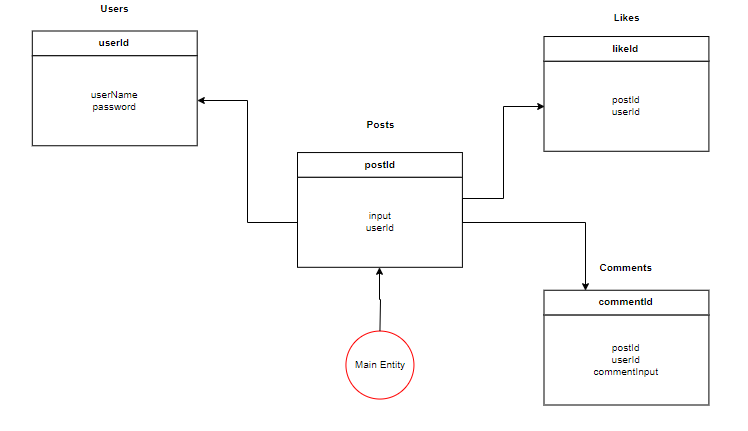 Users
userId
userName
password
Likes
likeId
postId
userId
Posts
postId
input
userId
Comments
commentId
postId
userId
commentInput
Main Entity